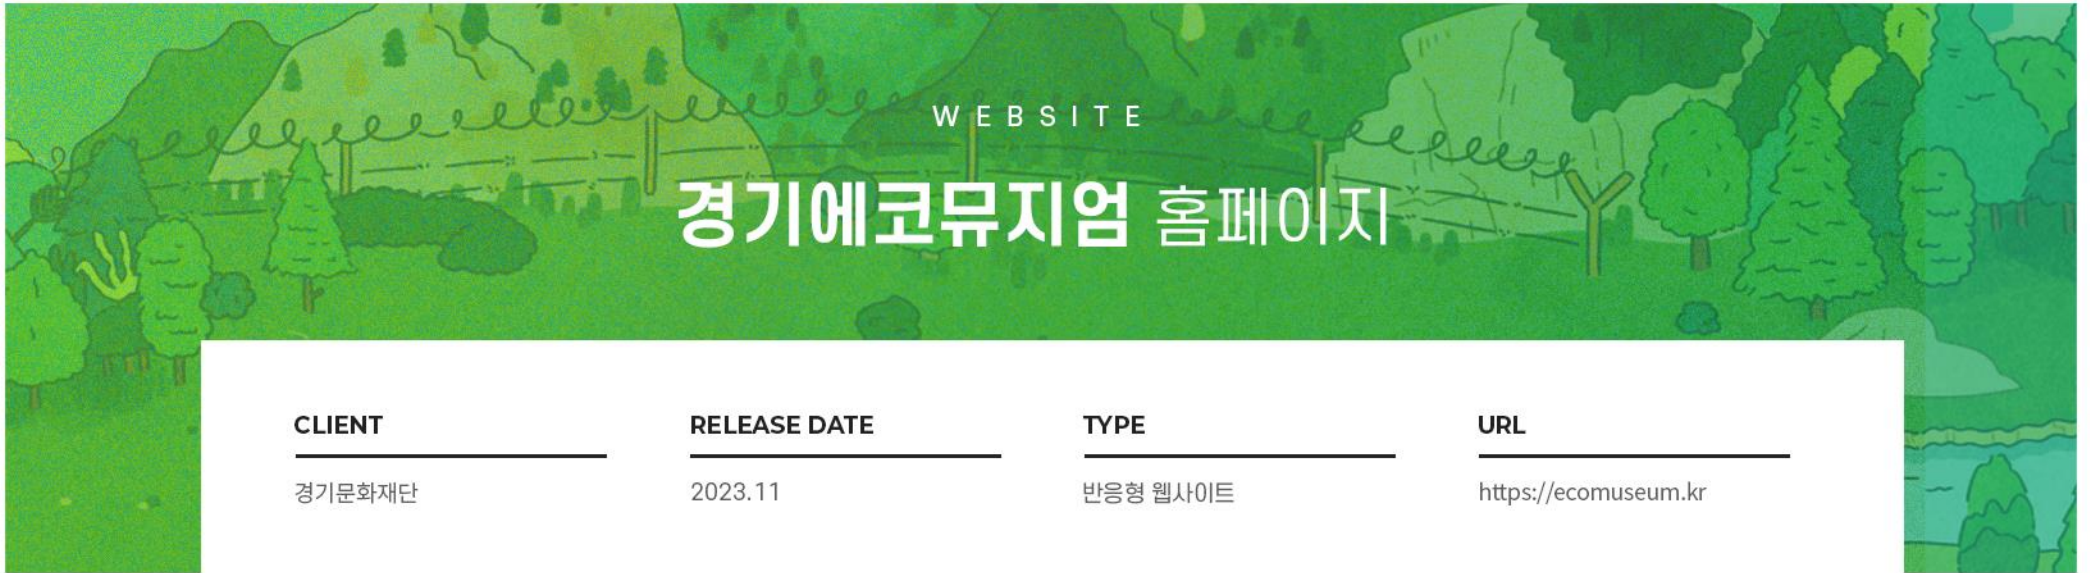 WEBSITE
경기에코뮤지엄 홈페이지
CLIENT
경기문화재단
RELEASE DATE
2023.11
TYPE
반응형 웹사이트
URL
https://ecomuseum.kr